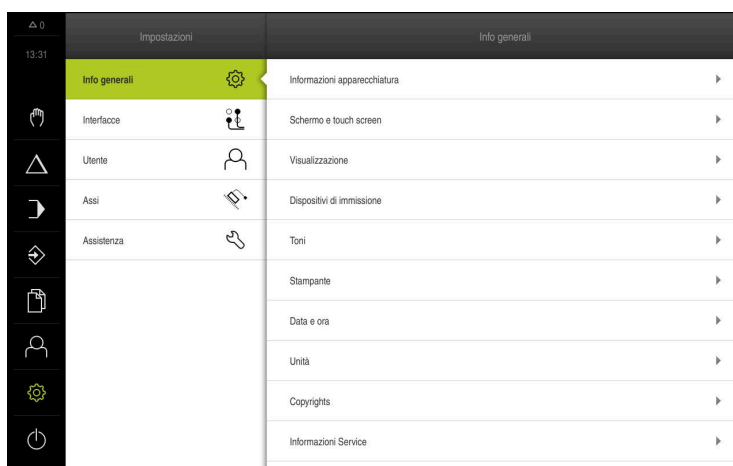 0
13:31
Impostazioni
Info generali
Info generali
Interfacce
Utente
Assi
Assistenza
Informazioni apparecchiatura
Schermo e touch screen
Visualizzazione
Dispositivi di immissione
Toni
Stampante
Data e ora
Unità
Copyrights
Informazioni Service